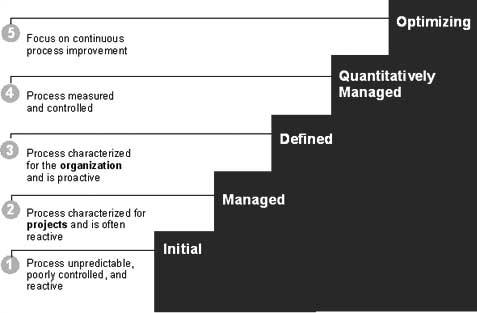 5
Optimizing
Focus on continuous
process improvement
4
Quantitatively
Managed
Process measured
and controlled
3
Defined
Process characterized
for the organization
and is proactive
2
Managed
Process characterized for
projects and is often
reactive
1
Initial
Process unpredictable,
poorly controlled, and
reactive